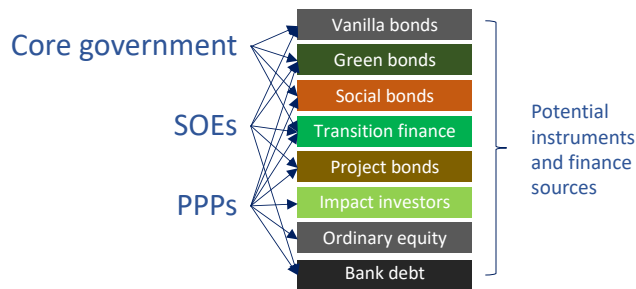 Core government
SOEs
PPPs
Vanilla bonds
Green bonds
Social bonds
Transition finance
Project bonds
Impact investors
Ordinary equity
Bank debt
Potential
instruments
and finance
sources